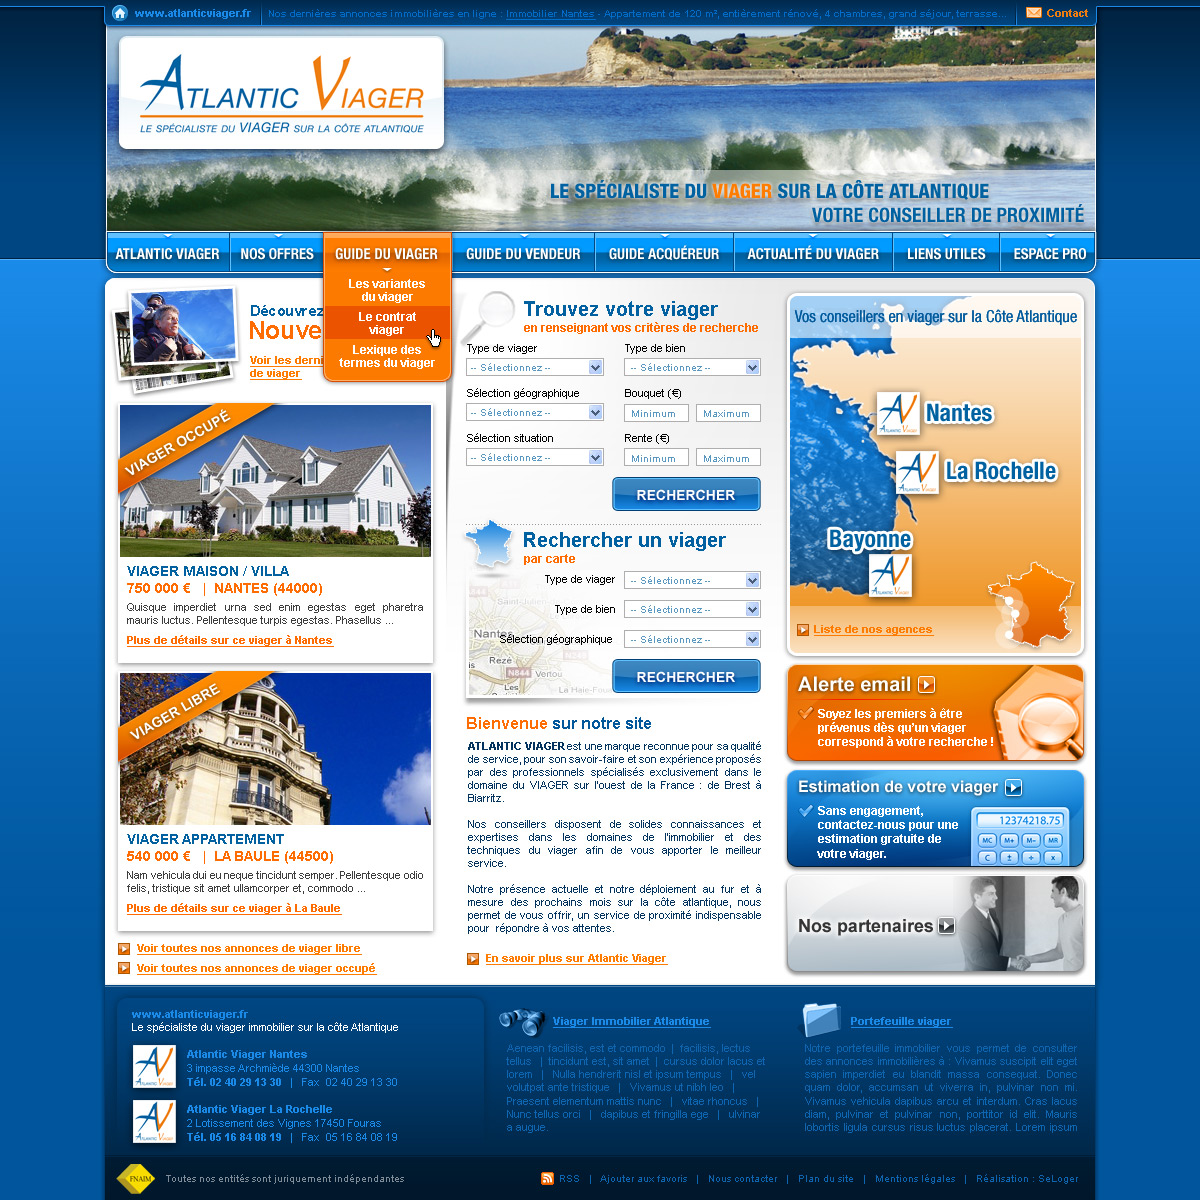 www.atlanticviager.fr
Nos dernières annonces immobilières en ligne : Immobilier Nantes - Appartement de 120 m², entièrement rénové, 4 chambres, grand séjour, terrasse...
Contact
ATLANTIC VIAGER
LE SPÉCIALISTE DU VIAGER SUR LA CÔTE ATLANTIQUE
LE SPÉCIALISTE DU VIAGER SUR LA CÔTE ATLANTIQUE
VOTRE CONSEILLER DE PROXIMITÉ
ATLANTIC VIAGER
NOS OFFRES
GUIDE DU VIAGER
GUIDE DU VENDEUR
GUIDE ACQUÉREUR
ACTUALITÉ DU VIAGER
LIENS UTILES
ESPACE PRO
Les variantes
du viager
Le contrat
viager
Lexique des
termes du viager
Découvrez
Nouve
Voir les derni
de viager
VIAGER OCCUPÉ
VIAGER MAISON / VILLA
750 000 € | NANTES (44000)
Quisque imperdiet urna sed enim egestas eget pharetra
mauris luctus. Pellentesque turpis egestas. Phasellus ...
Plus de détails sur ce viager à Nantes
VIAGER LIBRE
VIAGER APPARTEMENT
540 000 € | LA BAULE (44500)
Nam vehicula dui eu neque tincidunt semper. Pellentesque odio
felis, tristique sit amet ullamcorper et, commodo ...
Plus de détails sur ce viager à La Baule
Voir toutes nos annonces de viager libre
Voir toutes nos annonces de viager occupé
Trouvez votre viager
en renseignant vos critères de recherche
Type de viager
Type de bien
-- Sélectionnez --
-- Sélectionnez --
Sélection géographique
Bouquet (€)
-- Sélectionnez --
Minimum
Maximum
Sélection situation
Rente (€)
-- Sélectionnez --
Minimum
Maximum
RECHERCHER
Rechercher un viager
par carte
Type de viager
-- Sélectionnez --
Type de bien
-- Sélectionnez --
Sélection géographique
-- Sélectionnez --
Saint-Julien
Nantes
Rezé
N249
N844
Vertou
Les
La Haie-Foua
RECHERCHER
Bienvenue sur notre site
ATLANTIC VIAGER est une marque reconnue pour sa qualité
de service, pour son savoir-faire et son expérience proposés
par des professionnels spécialisés exclusivement dans le
domaine du VIAGER sur l'ouest de la France : de Brest à
Biarritz.
Nos conseillers disposent de solides connaissances et
expertises dans les domaines de l'immobilier et des
techniques du viager afin de vous apporter le meilleur
service.
Notre présence actuelle et notre déploiement au fur et à
mesure des prochains mois sur la côte atlantique, nous
permet de vous offrir, un service de proximité indispensable
pour répondre à vos attentes.
En savoir plus sur Atlantic Viager
Vos conseillers en viager sur la Côte Atlantique
Nantes
La Rochelle
Bayonne
Liste de nos agences
Alerte email
Soyez les premiers à être
prévenus dès qu'un viager
correspond à votre recherche !
Estimation de votre viager
Sans engagement,
contactez-nous pour une
estimation gratuite de
votre viager.
12374218.75
MC M+ M- MR
C ± ÷ x
Nos partenaires
www.atlanticviager.fr
Le spécialiste du viager immobilier sur la côte Atlantique
Atlantic Viager Nantes
3 impasse Archmiède 44300 Nantes
Tél. 02 40 29 13 30 | Fax 02 40 29 13 30
Atlantic Viager La Rochelle
2 Lotissement des Vignes 17450 Fouras
Tél. 05 16 84 08 19 | Fax 05 16 84 08 19
Viager Immobilier Atlantique
Aenean facilisis, est et commodo | facilisis, lectus
tellus | tincidunt est, sit amet | cursus dolor lacus et
lorem | Nulla hendrerit nisl et ipsum tempus | vel
volutpat ante tristique | Vivamus ut nibh leo |
Praesent elementum mattis nunc | vitae rhoncus |
Nunc tellus orci | dapibus et fringilla ege | ulvinar
a augue.
Portefeuille viager
Notre portefeuille immobilier vous permet de consulter
des annonces immobilières à : Vivamus suscipit elit eget
sapien imperdiet eu blandit massa consequat. Donec
quam dolor, accumsan ut viverra in, pulvinar non mi.
Vivamus vehicula dapibus arcu et interdum. Cras lacus
diam, pulvinar et pulvinar non, porttitor id elit. Mauris
lobortis ligula cursus risus luctus placerat. Lorem ipsum
FNAIM
Toutes nos entités sont juriquement indépendantes
RSS | Ajouter aux favoris | Nous contacter | Plan du site | Mentions légales | Réalisation : SeLoger